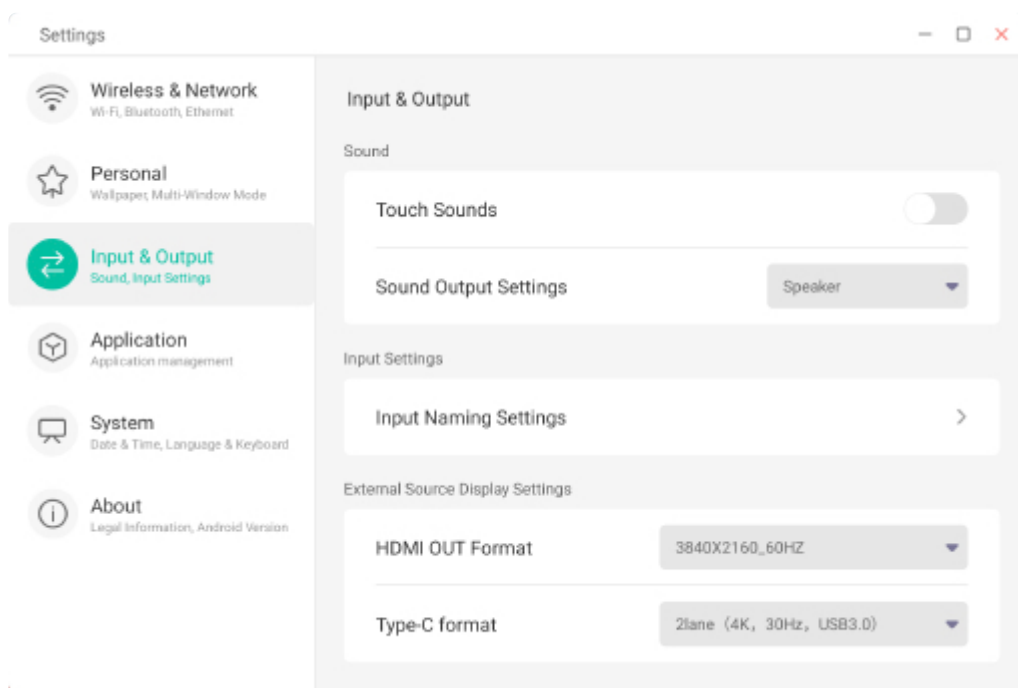 Settings
Wireless & Network
Wi-Fi, Bluetooth, Ethernet
Personal
Wallpaper, Multi-Window Mode
Input & Output
Sound, Input Settings
Application
Application management
System
Date & Time, Language & Keyboard
About
Legal Information, Android Version
Input & Output
Sound
Touch Sounds
Sound Output Settings
Speaker
Input Settings
Input Naming Settings
External Source Display Settings
HDMI OUT Format
3840X2160_60HZ
Type-C format
2lane (4K, 30Hz, USB3.0)